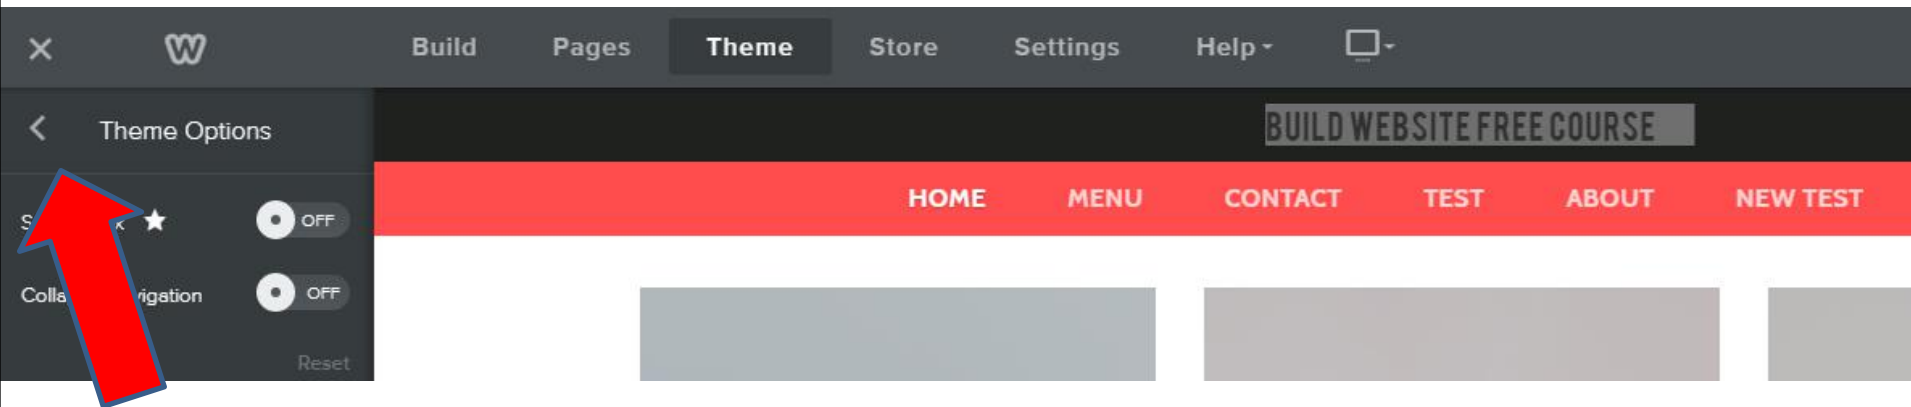 Build Pages Theme Store Settings Help
Theme Options
BUILD WEBSITE FREE COURSE
HOME MENU CONTACT TEST ABOUT NEW TEST
OFF
OFF
Reset